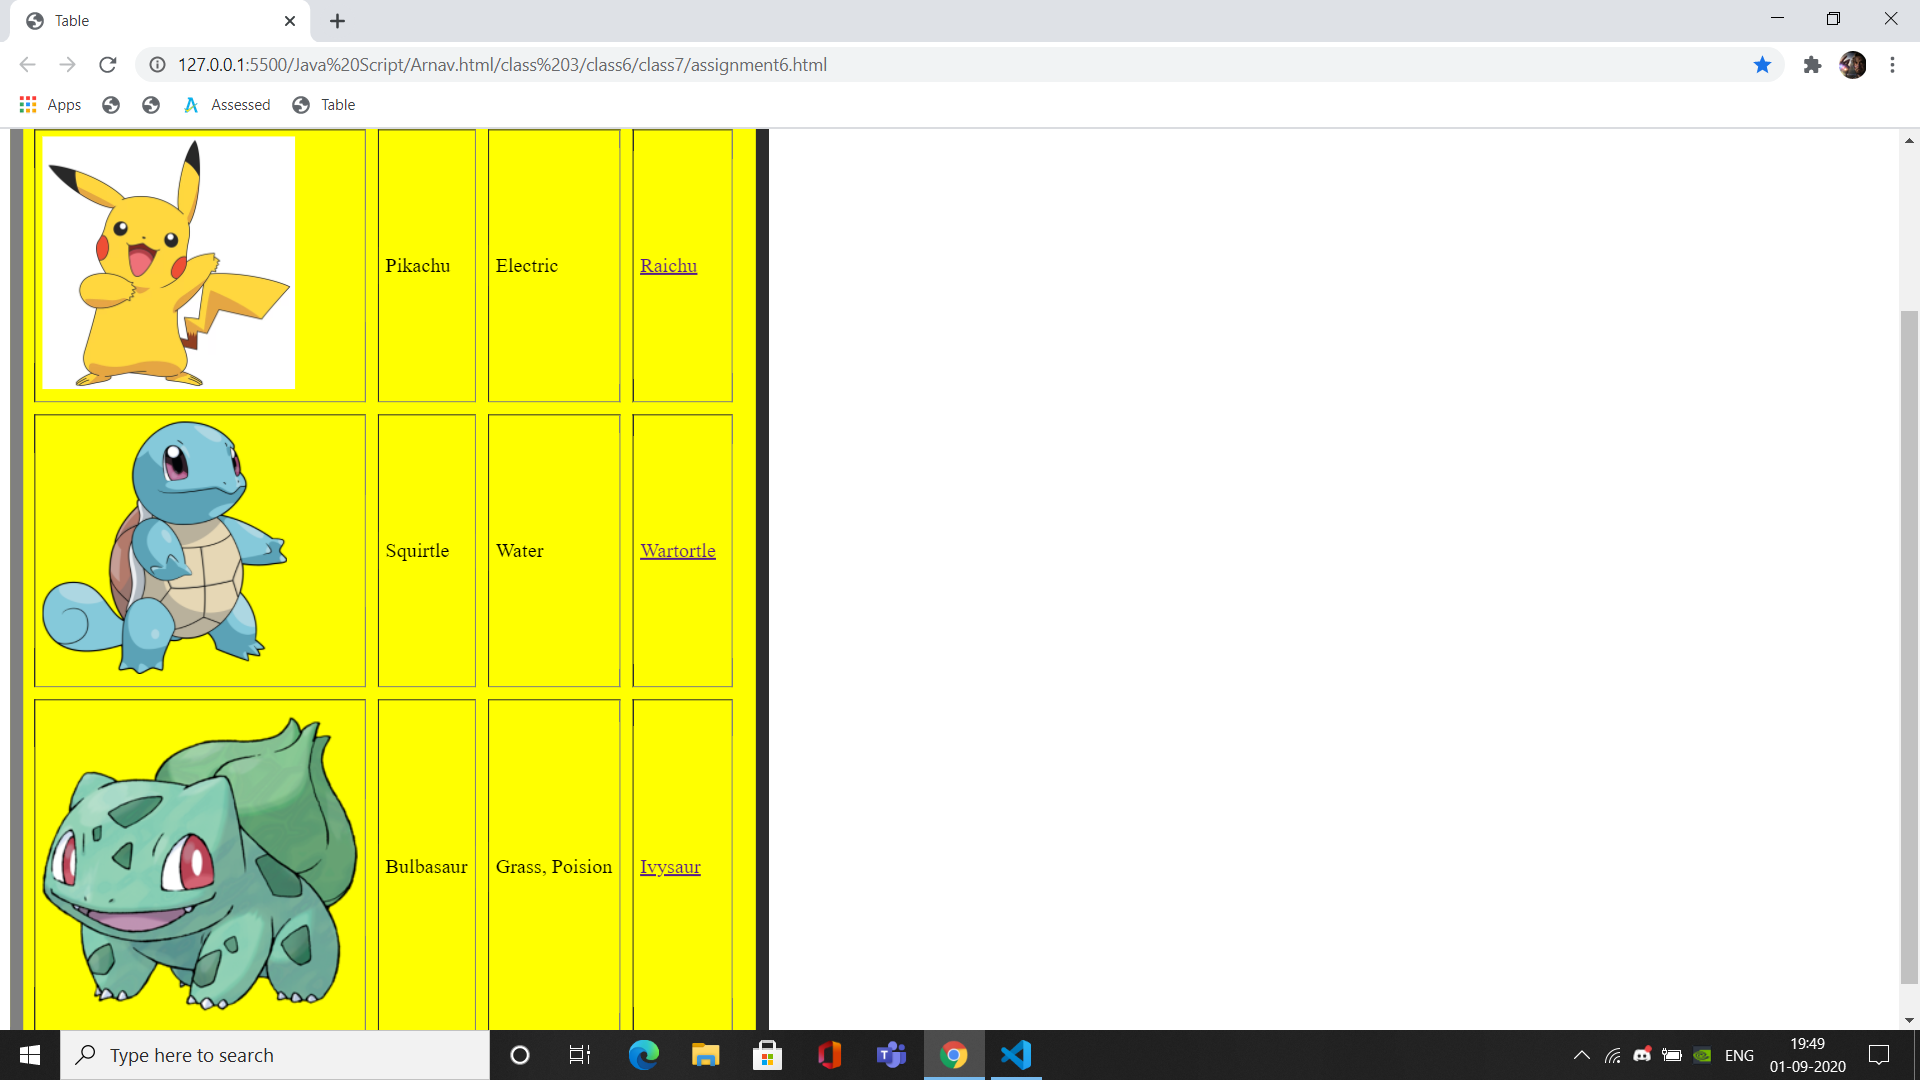 Table
127.0.0.1:5500/Java%20Script/Arnav.html/class%203/class6/class7/assignment6.html
Apps Assessed Table
Pikachu Electric Raichu
Squirtle Water Wartortle
Bulbasaur Grass, Poision Ivysaur
Type here to search
ENG
19:49
01-09-2020